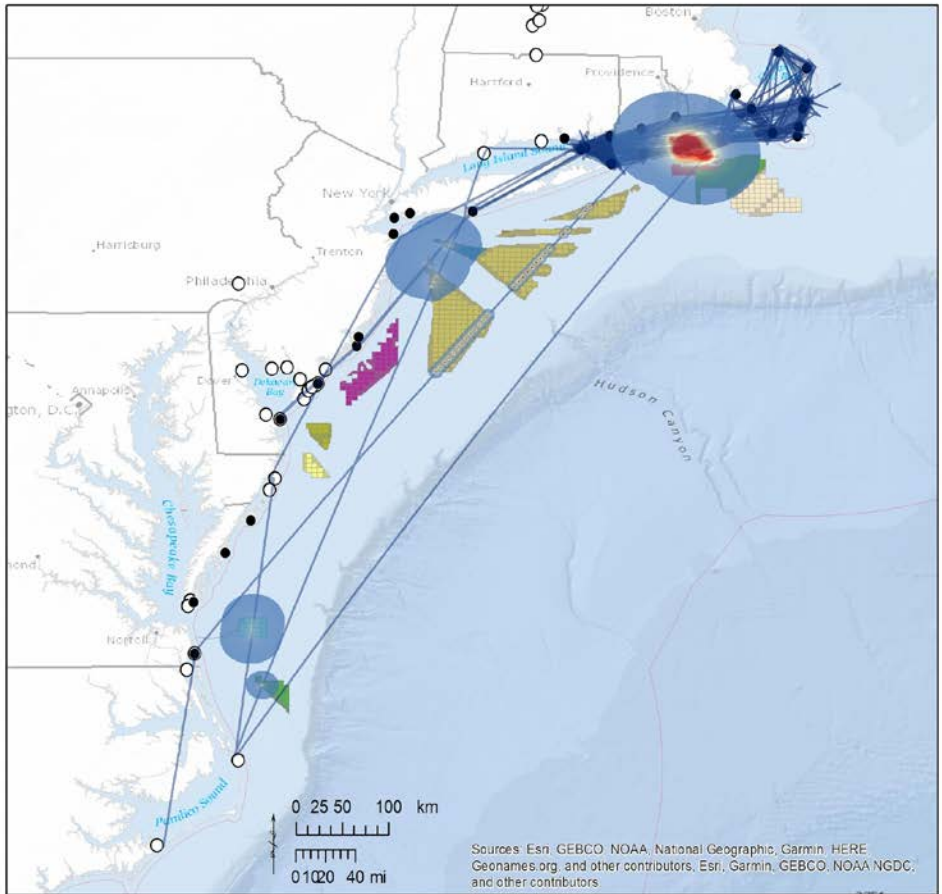 Boston
Hartford
Providence
Long Island Sound
New York
Harrisburg
Trenton
Philadelphia
Dover
Delaware
Bay
Annapolis
gton, D.C.
Hudson
Canyon
Chesapeake Bay
mond
Norfolk
Pamlico Sound
0 25 50 100 km
0 10 20 40 mi
Sources: Esri, GEBCO, NOAA, National Geographic, Garmin, HERE,
Geonames.org, and other contributors, Esri, Garmin, GEBCO, NOAA NGDC,
and other contributors